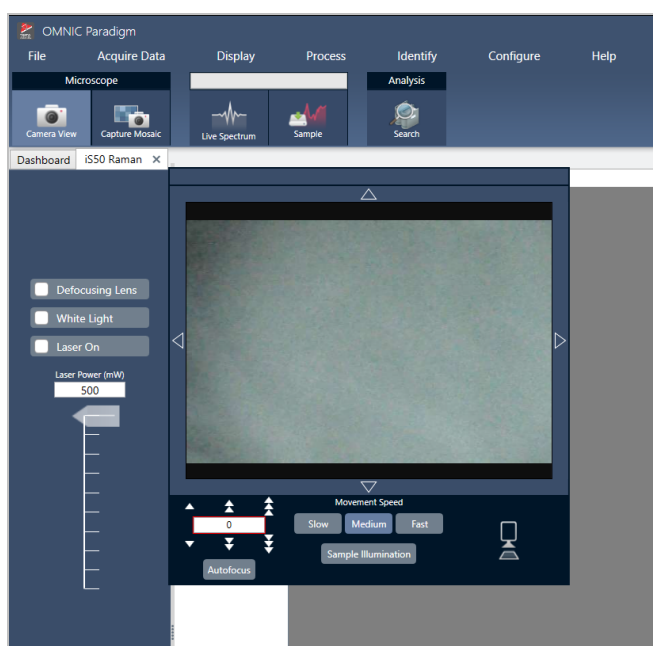 OMNIC Paradigm
File Acquire Data Display Process Identify Configure Help
Microscope Analysis
Camera View Capture Mosaic Live Spectrum Sample Search
Dashboard iS50 Raman ×
Defocusing Lens
White Light
Laser On
Laser Power (mW)
500
Movement Speed
0 Slow Medium Fast
Sample Illumination
Autofocus